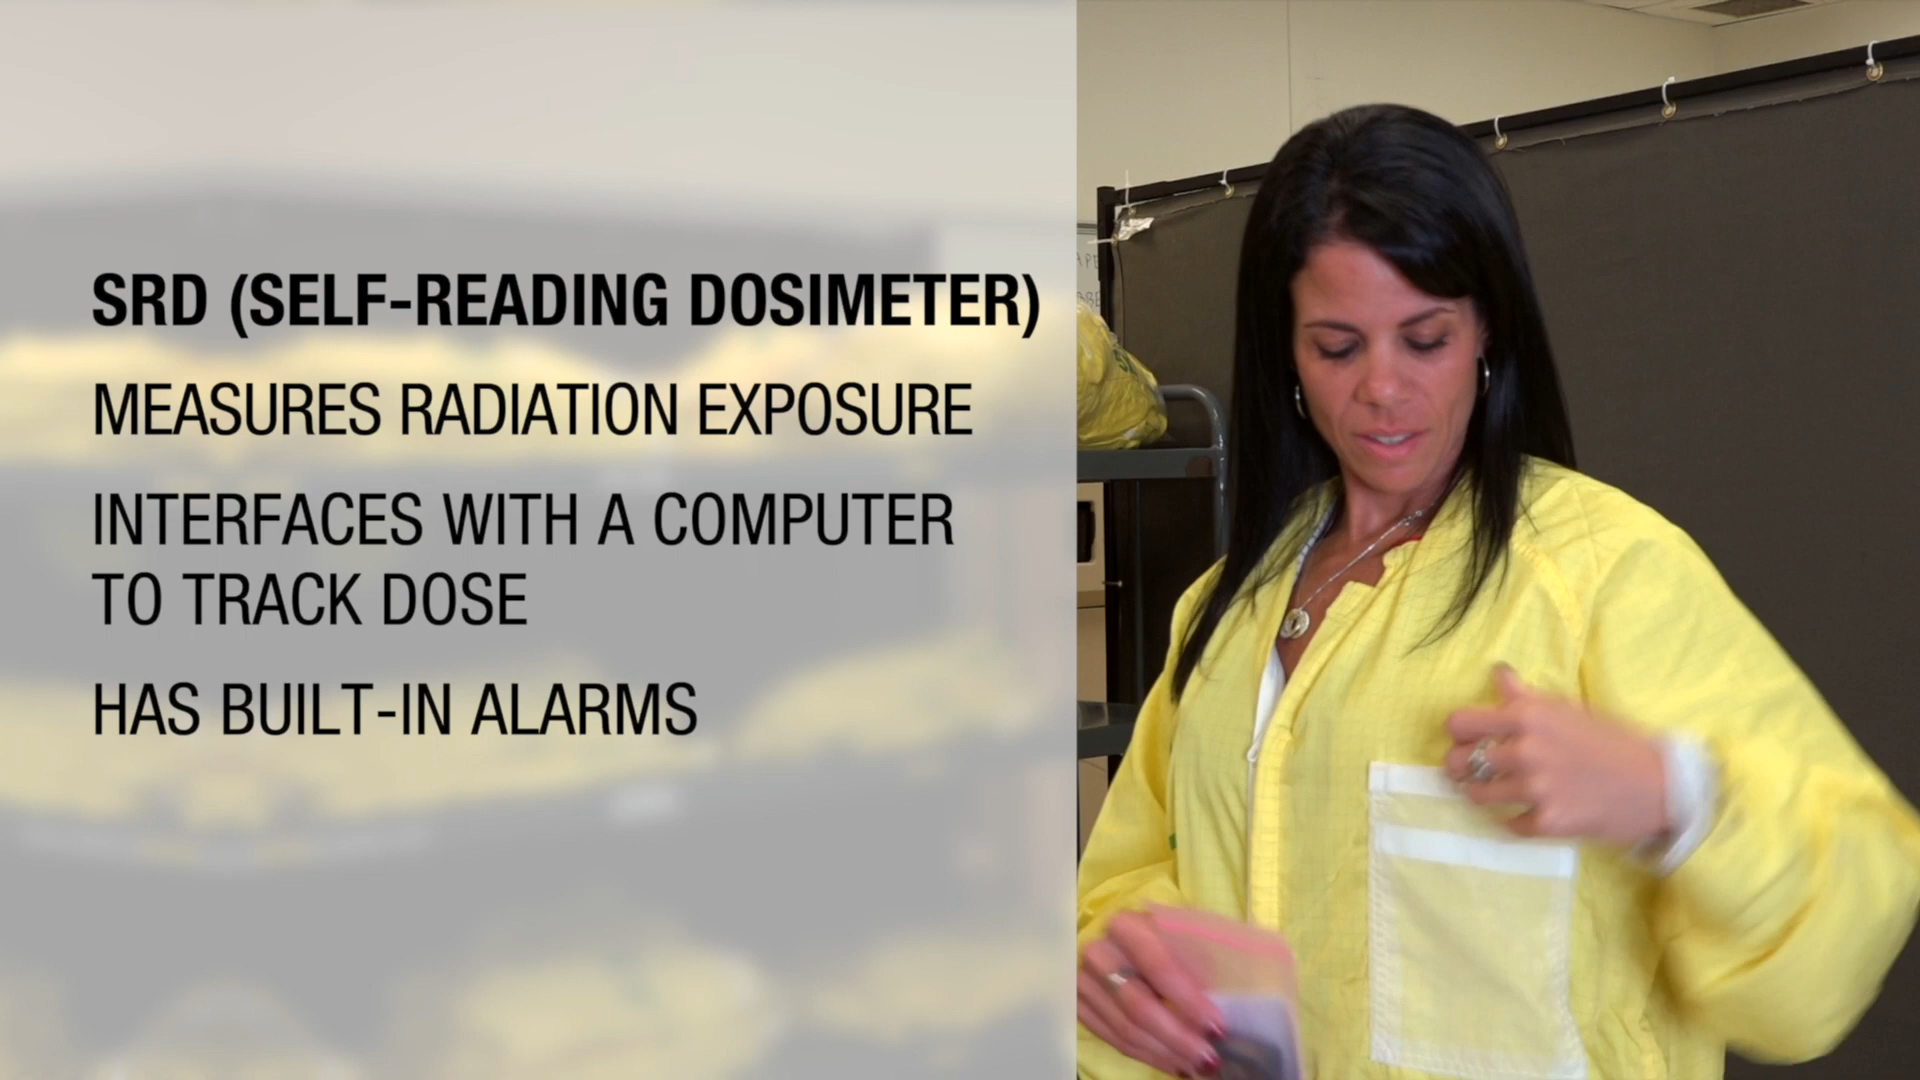 SRD (SELF-READING DOSIMETER)
MEASURES RADIATION EXPOSURE
INTERFACES WITH A COMPUTER
TO TRACK DOSE
HAS BUILT-IN ALARMS